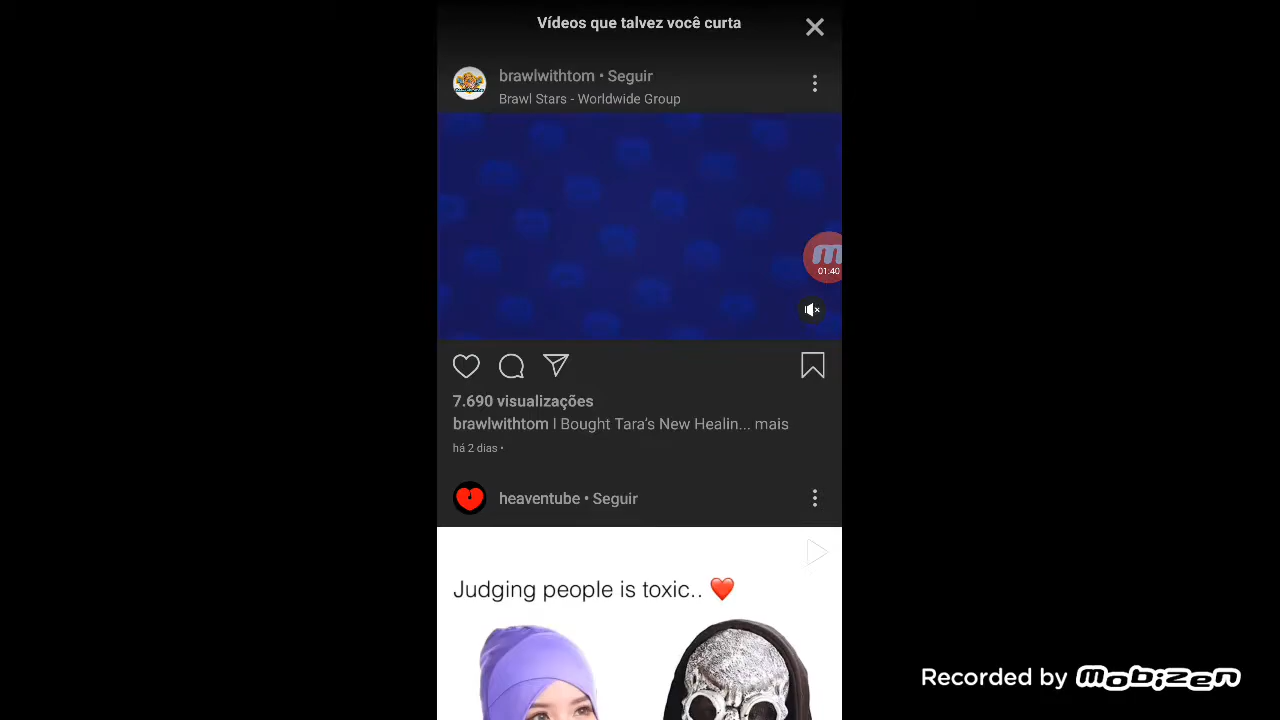 Vídeos que talvez você curta
brawlwithtom • Seguir
Brawl Stars - Worldwide Group
01:40
7.690 visualizações
brawlwithtom I Bought Tara's New Healin... mais
há 2 dias •
heaventube • Seguir
Judging people is toxic.. ❤️
Recorded by mobizen